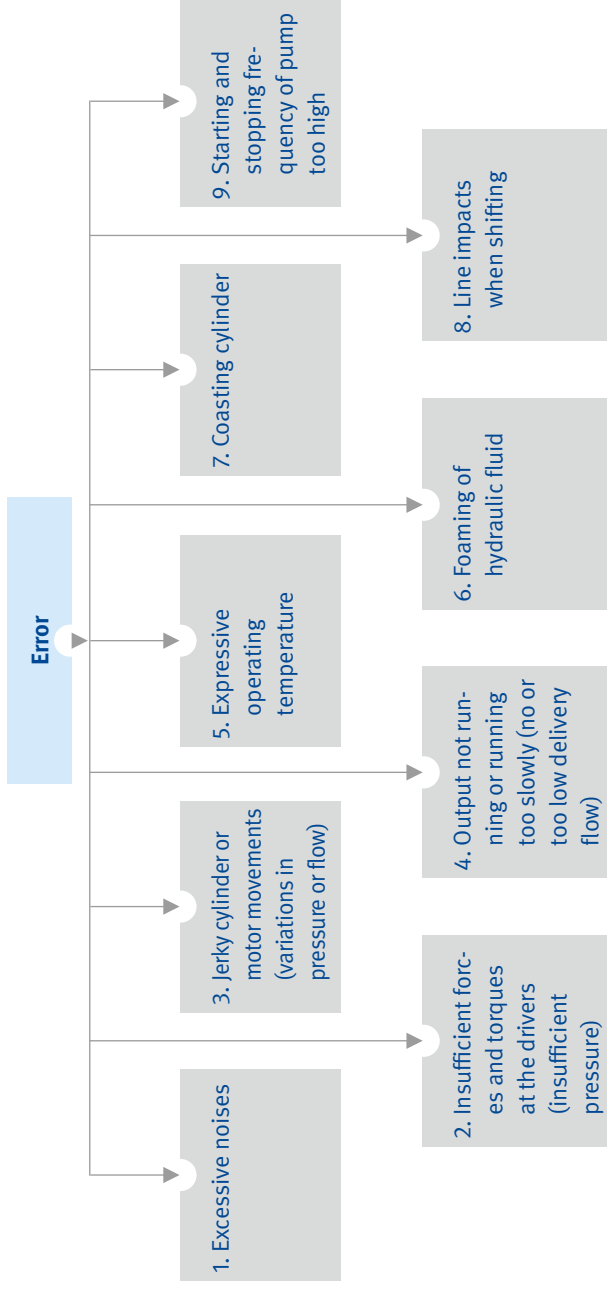 Error
1. Excessive noises
2. Insufficient forc-
es and torques
at the drivers
(insufficient
pressure)
3. Jerky cylinder or
motor movements
(variations in
pressure or flow)
4. Output not run-
ning or running
too slowly (no or
too low delivery
flow)
5. Expressive
operating
temperature
6. Foaming of
hydraulic fluid
7. Coasting cylinder
8. Line impacts
when shifting
9. Starting and
stopping fre-
quency of pump
too high